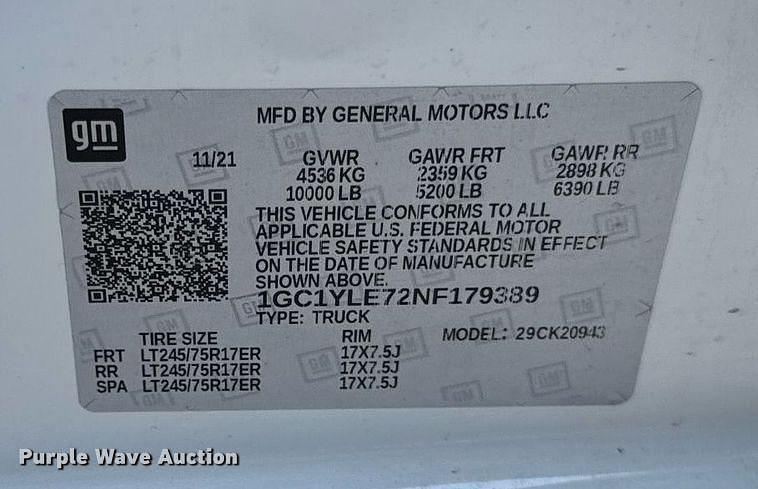 gm
MFD BY GENERAL MOTORS LLC
11/21 GVWR GAWR FRT GAWR RR
4536 KG 2359 KG 2898 KG
10000 LB 5200 LB 6390 LB
THIS VEHICLE CONFORMS TO ALL
APPLICABLE U.S. FEDERAL MOTOR
VEHICLE SAFETY STANDARDS IN EFFECT
ON THE DATE OF MANUFACTURE
SHOWN ABOVE.
1GC1YLE72NF179389
TYPE: TRUCK
TIRE SIZE RIM MODEL: 29CK20943
FRT LT245/75R17ER 17X7.5J
RR LT245/75R17ER 17X7.5J
SPA LT245/75R17ER 17X7.5J
Purple Wave Auction